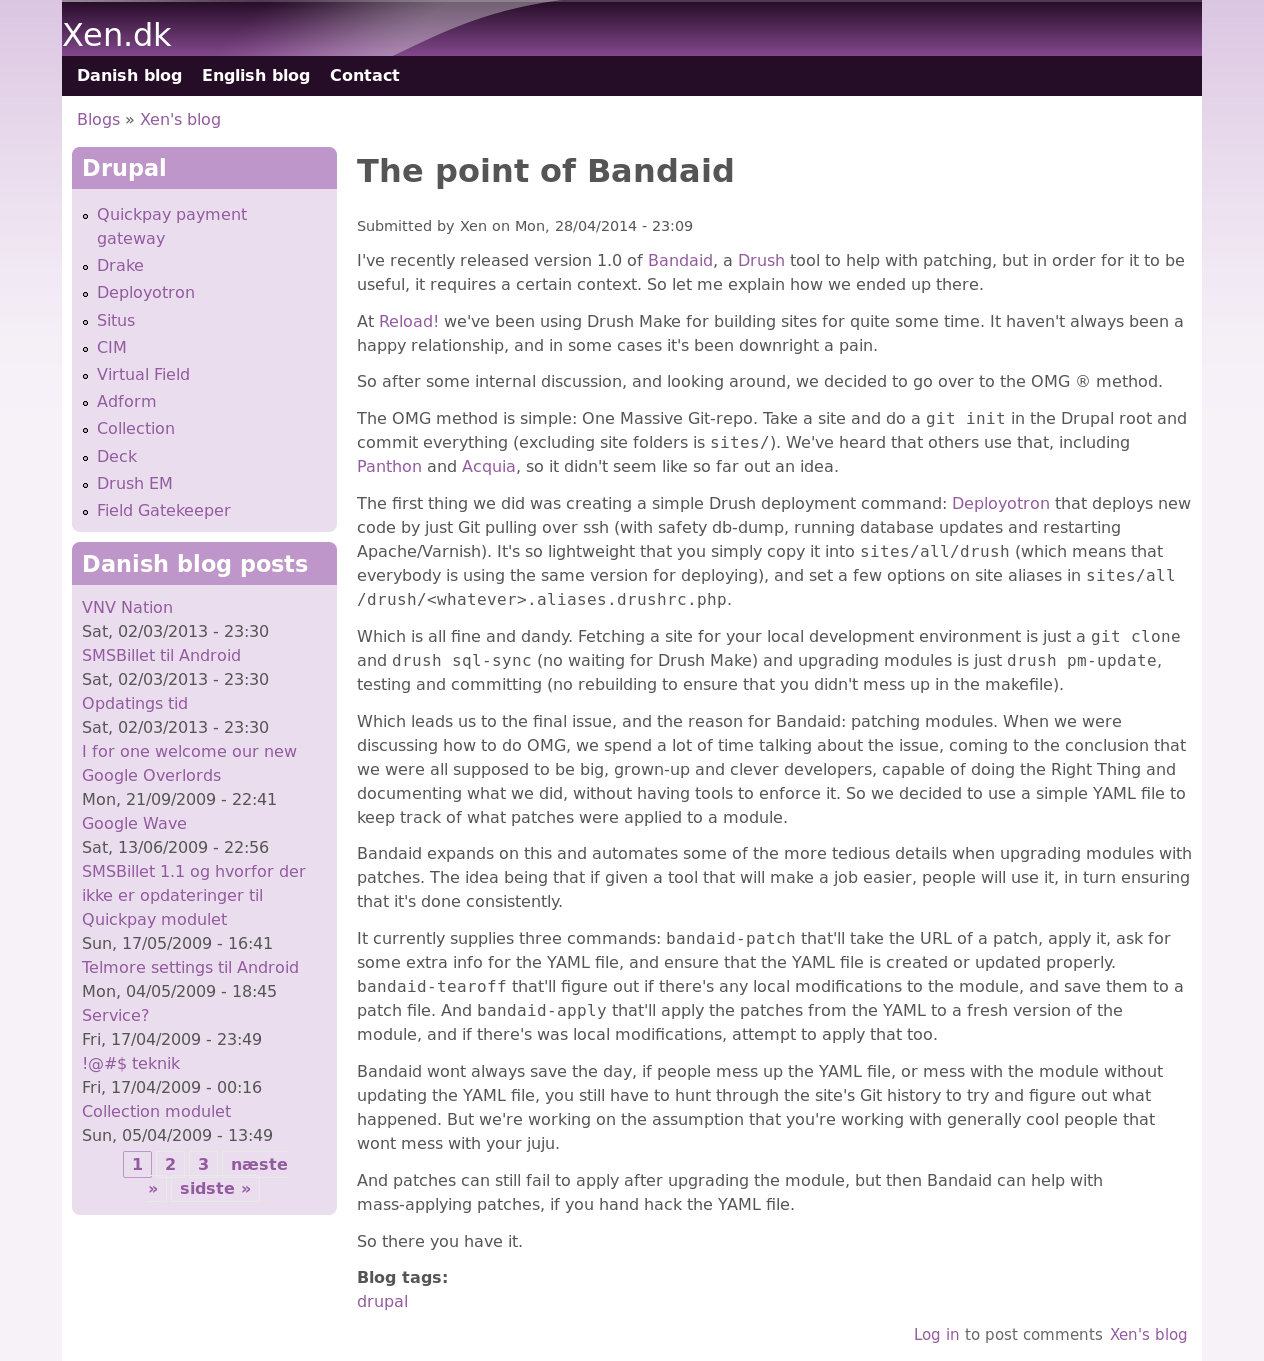 Xen.dk
Danish blog English blog Contact
Blogs » Xen's blog
Drupal
Quickpay payment
gateway
Drake
Deployotron
Situs
CIM
Virtual Field
Adform
Collection
Deck
Drush EM
Field Gatekeeper
Danish blog posts
VNV Nation
Sat, 02/03/2013 - 23:30
SMSBillet til Android
Sat, 02/03/2013 - 23:30
Opdatings tid
Sat, 02/03/2013 - 23:30
I for one welcome our new
Google Overlords
Mon, 21/09/2009 - 22:41
Google Wave
Sat, 13/06/2009 - 22:56
SMSBillet 1.1 og hvorfor der
ikke er opdateringer til
Quickpay modulet
Sun, 17/05/2009 - 16:41
Telmore settings til Android
Mon, 04/05/2009 - 18:45
Service?
Fri, 17/04/2009 - 23:49
!@#$ teknik
Fri, 17/04/2009 - 00:16
Collection modulet
Sun, 05/04/2009 - 13:49
1 2 3 næste
» sidste »
The point of Bandaid
Submitted by Xen on Mon, 28/04/2014 - 23:09
I've recently released version 1.0 of Bandaid, a Drush tool to help with patching, but in order for it to be
useful, it requires a certain context. So let me explain how we ended up there.
At Reload! we've been using Drush Make for building sites for quite some time. It haven't always been a
happy relationship, and in some cases it's been downright a pain.
So after some internal discussion, and looking around, we decided to go over to the OMG ® method.
The OMG method is simple: One Massive Git-repo. Take a site and do a git init in the Drupal root and
commit everything (excluding site folders is sites/). We've heard that others use that, including
Panthon and Acquia, so it didn't seem like so far out an idea.
The first thing we did was creating a simple Drush deployment command: Deployotron that deploys new
code by just Git pulling over ssh (with safety db-dump, running database updates and restarting
Apache/Varnish). It's so lightweight that you simply copy it into sites/all/drush (which means that
everybody is using the same version for deploying), and set a few options on site aliases in sites/all
/drush/<whatever>.aliases.drushrc.php.
Which is all fine and dandy. Fetching a site for your local development environment is just a git clone
and drush sql-sync (no waiting for Drush Make) and upgrading modules is just drush pm-update,
testing and committing (no rebuilding to ensure that you didn't mess up in the makefile).
Which leads us to the final issue, and the reason for Bandaid: patching modules. When we were
discussing how to do OMG, we spend a lot of time talking about the issue, coming to the conclusion that
we were all supposed to be big, grown-up and clever developers, capable of doing the Right Thing and
documenting what we did, without having tools to enforce it. So we decided to use a simple YAML file to
keep track of what patches were applied to a module.
Bandaid expands on this and automates some of the more tedious details when upgrading modules with
patches. The idea being that if given a tool that will make a job easier, people will use it, in turn ensuring
that it's done consistently.
It currently supplies three commands: bandaid-patch that'll take the URL of a patch, apply it, ask for
some extra info for the YAML file, and ensure that the YAML file is created or updated properly.
bandaid-tearoff that'll figure out if there's any local modifications to the module, and save them to a
patch file. And bandaid-apply that'll apply the patches from the YAML to a fresh version of the
module, and if there's was local modifications, attempt to apply that too.
Bandaid wont always save the day, if people mess up the YAML file, or mess with the module without
updating the YAML file, you still have to hunt through the site's Git history to try and figure out what
happened. But we're working on the assumption that you're working with generally cool people that
wont mess with your juju.
And patches can still fail to apply after upgrading the module, but then Bandaid can help with
mass-applying patches, if you hand hack the YAML file.
So there you have it.
Blog tags:
drupal
Log in to post comments Xen's blog